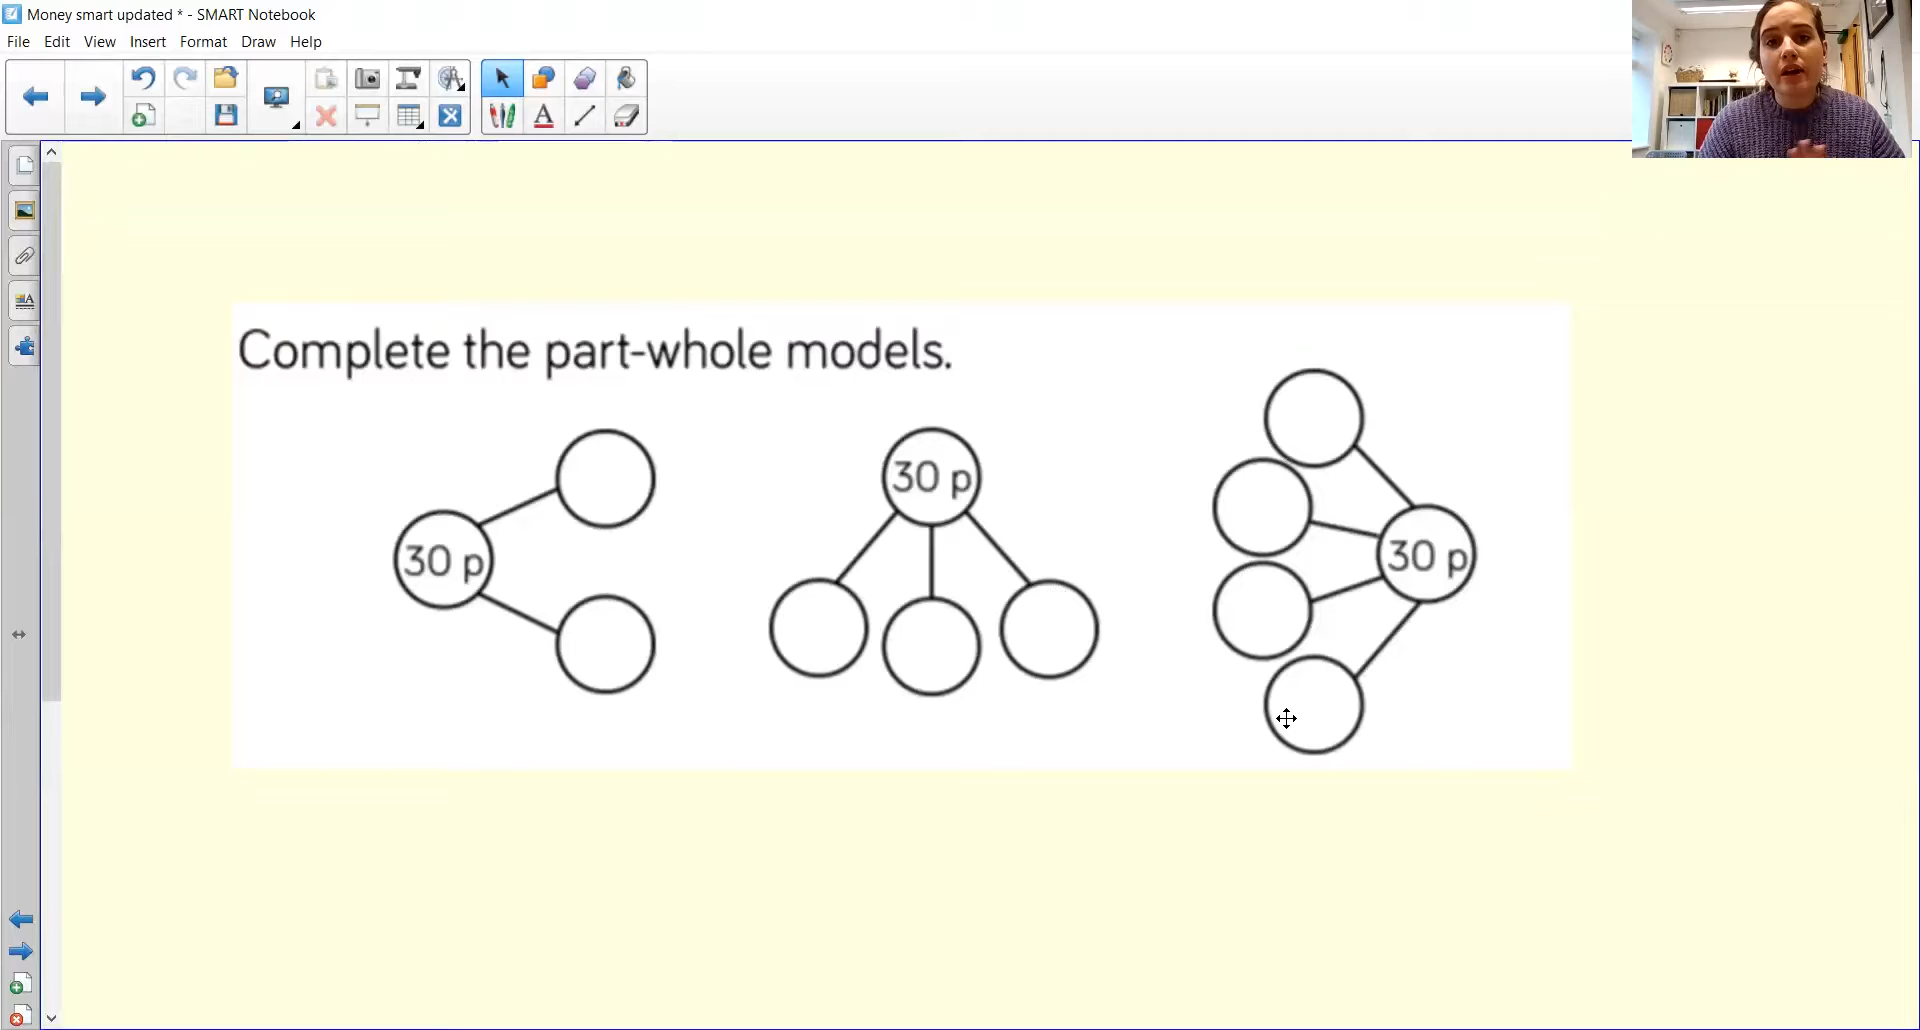 Money smart updated * - SMART Notebook
File Edit View Insert Format Draw Help
Complete the part-whole models.
30 p
30 p
30 p